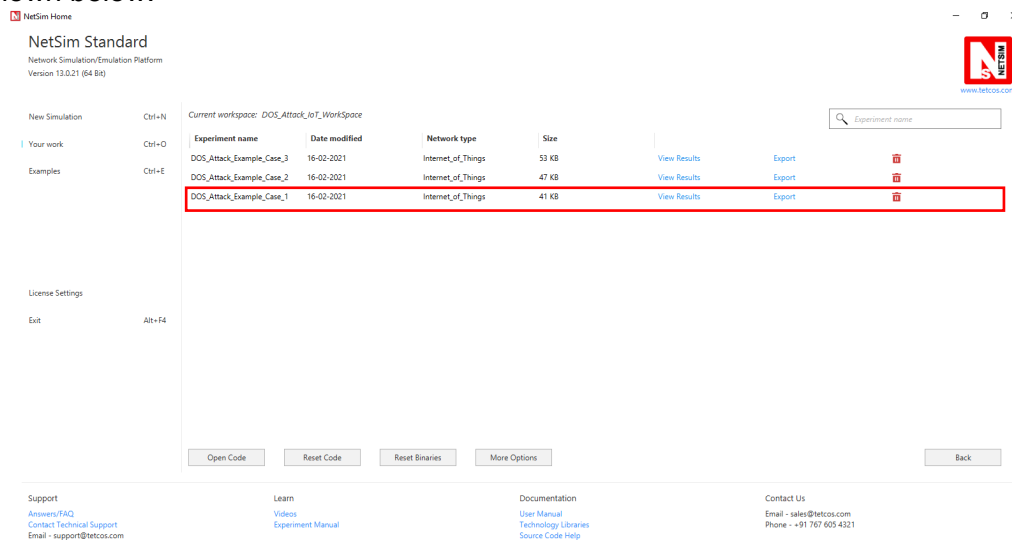 NetSim Home
NetSim Standard
Network Simulation/Emulation Platform
Version 13.0.21 (64 Bit)
NETSIM
www.tetcos.com
New Simulation Ctrl+N
Your work Ctrl+O
Examples Ctrl+E
License Settings
Exit Alt+F4
Current workspace: DOS_Attack_IoT_WorkSpace
Experiment name
Experiment name Date modified Network type Size
DOS_Attack_Example_Case_3 16-02-2021 Internet_of_Things 53 KB View Results Export
DOS_Attack_Example_Case_2 16-02-2021 Internet_of_Things 47 KB View Results Export
DOS_Attack_Example_Case_1 16-02-2021 Internet_of_Things 41 KB View Results Export
Open Code Reset Code Reset Binaries More Options Back
Support
Answers/FAQ
Contact Technical Support
Email - support@tetcos.com
Learn
Videos
Experiment Manual
Documentation
User Manual
Technology Libraries
Source Code Help
Contact Us
Email - sales@tetcos.com
Phone - +91 767 605 4321